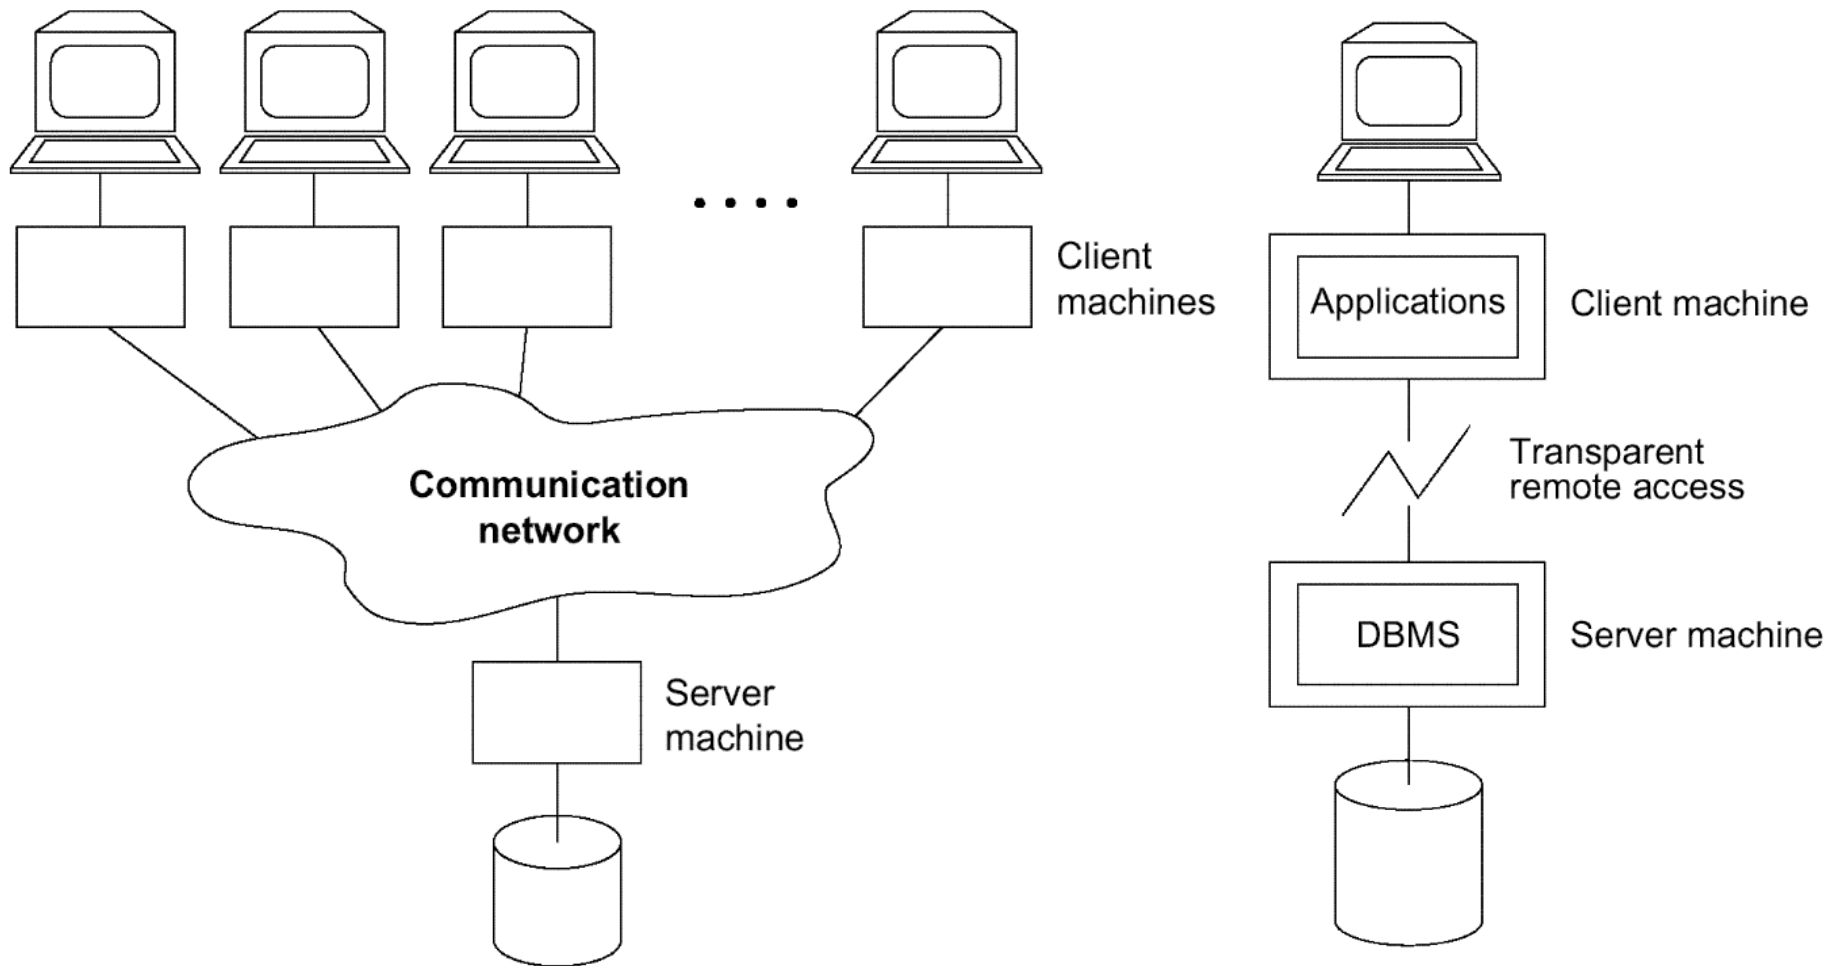 Client
machines
Communication
network
Server
machine
Applications
Client machine
Transparent
remote access
DBMS
Server machine